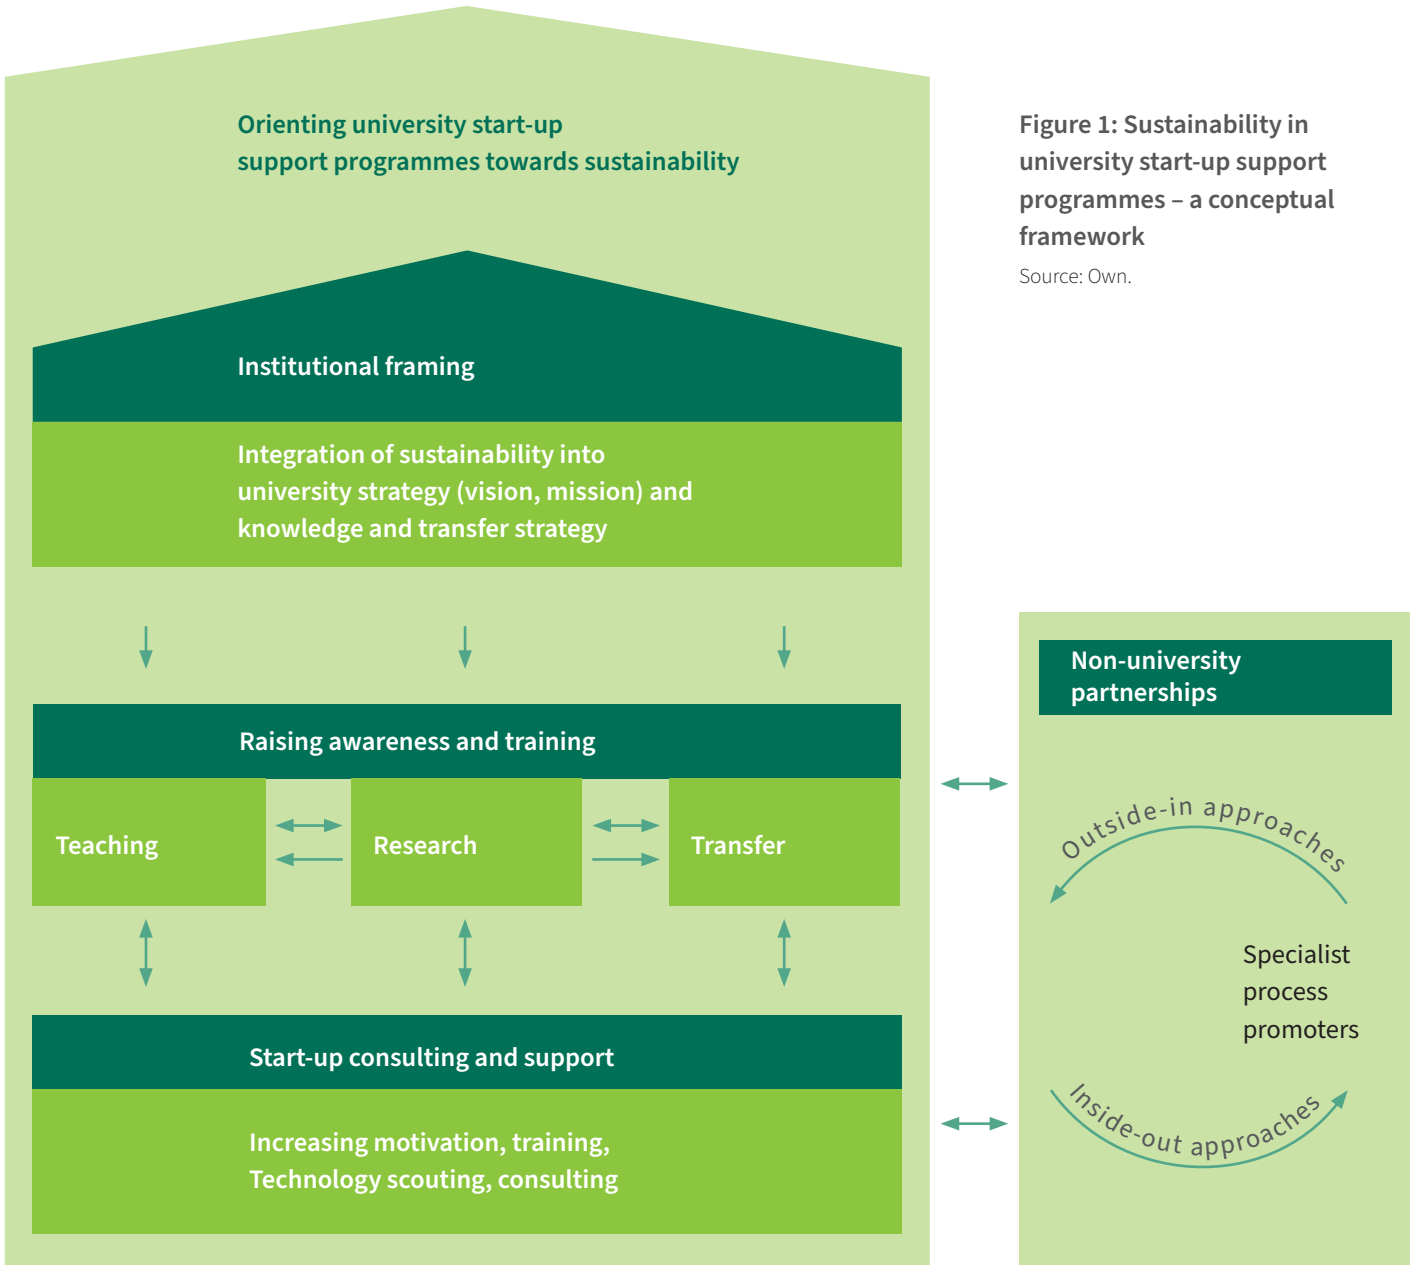 Orienting university start-up
support programmes towards sustainability
Figure 1: Sustainability in
university start-up support
programmes – a conceptual
framework
Source: Own.
Institutional framing
Integration of sustainability into
university strategy (vision, mission) and
knowledge and transfer strategy
Raising awareness and training
Teaching
Research
Transfer
Start-up consulting and support
Increasing motivation, training,
Technology scouting, consulting
Non-university
partnerships
Outside-in approaches
Specialist
process
promoters
Inside-out approaches